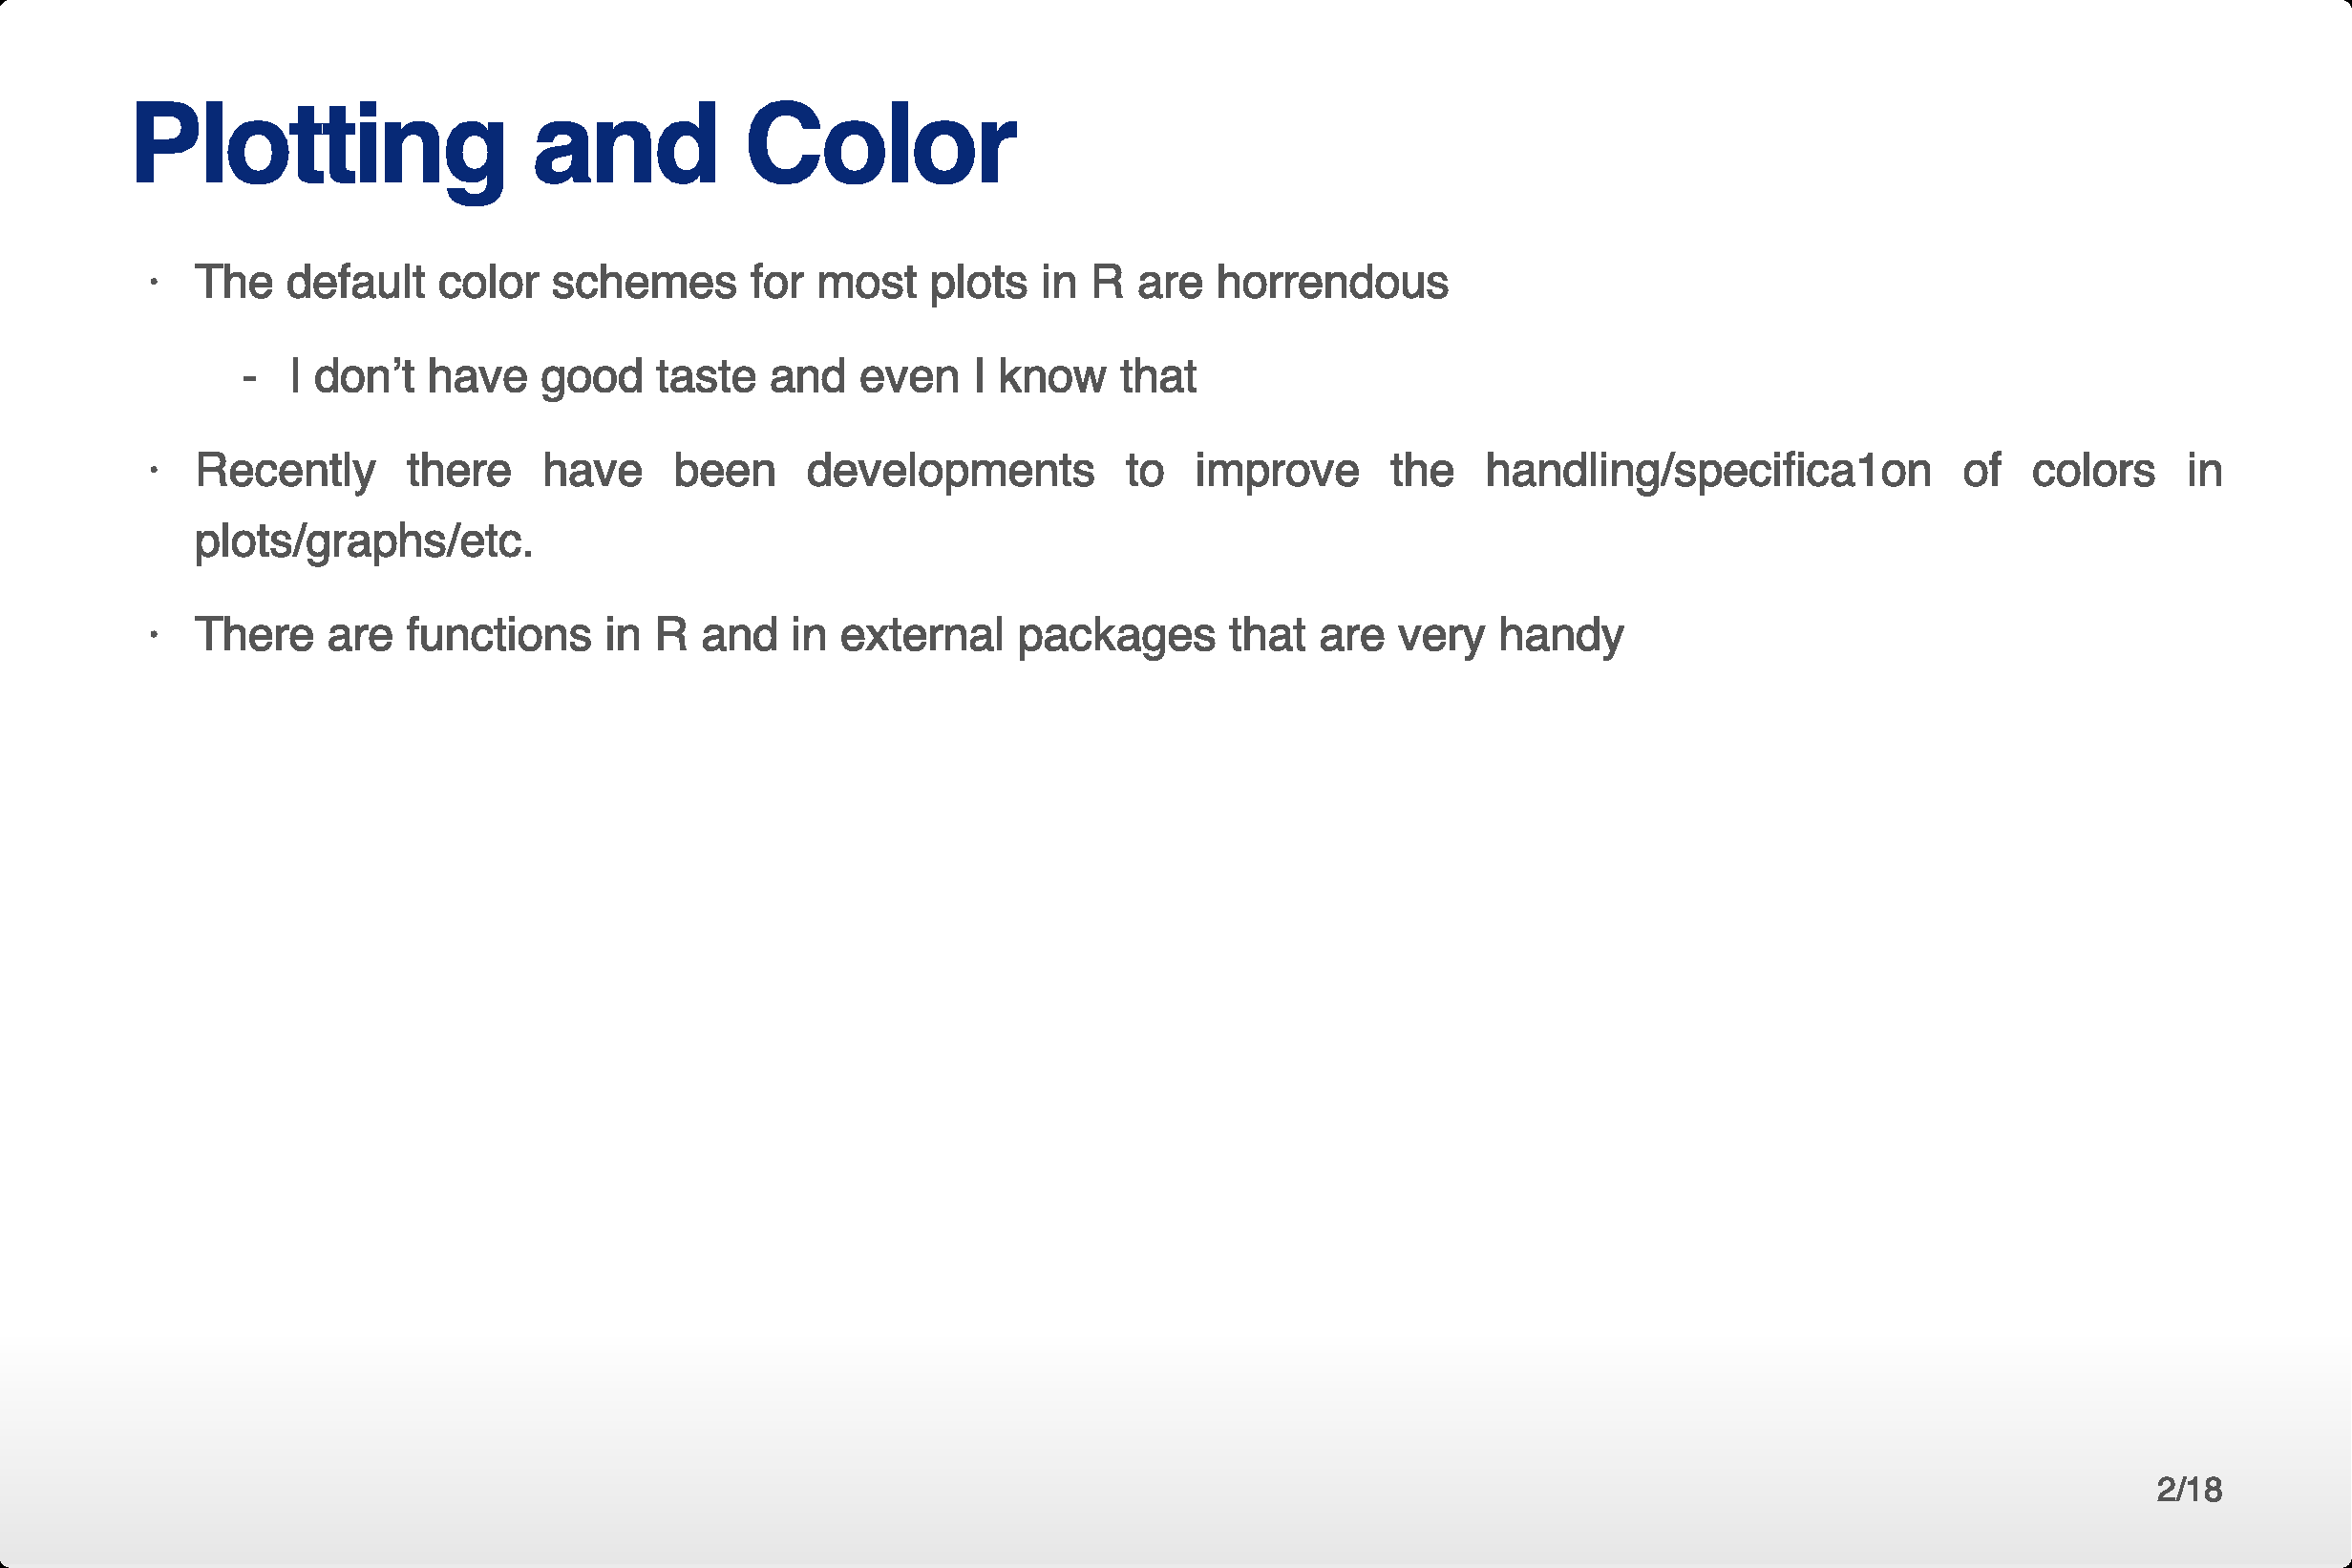 Plotting and Color
· The default color schemes for most plots in R are horrendous
- I don’t have good taste and even I know that
· Recently there have been developments to improve the handling/specifica1on of colors in
plots/graphs/etc.
· There are functions in R and in external packages that are very handy
2/18